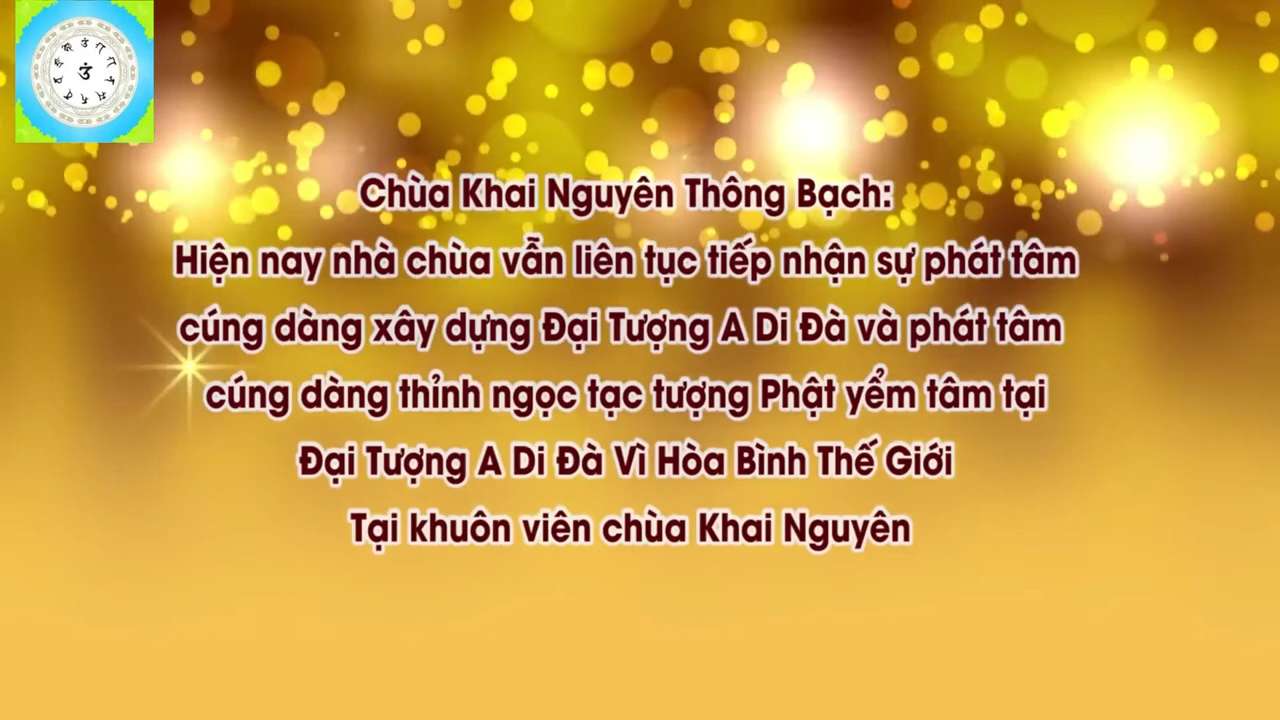 Chùa Khai Nguyên Thông Bạch:
Hiện nay nhà chùa vẫn liên tục tiếp nhận sự phát tâm
cúng dàng xây dựng Đại Tượng A Di Đà và phát tâm
cúng dàng thỉnh ngọc tạc tượng Phật yểm tâm tại
Đại Tượng A Di Đà Vì Hòa Bình Thế Giới
Tại khuôn viên chùa Khai Nguyên